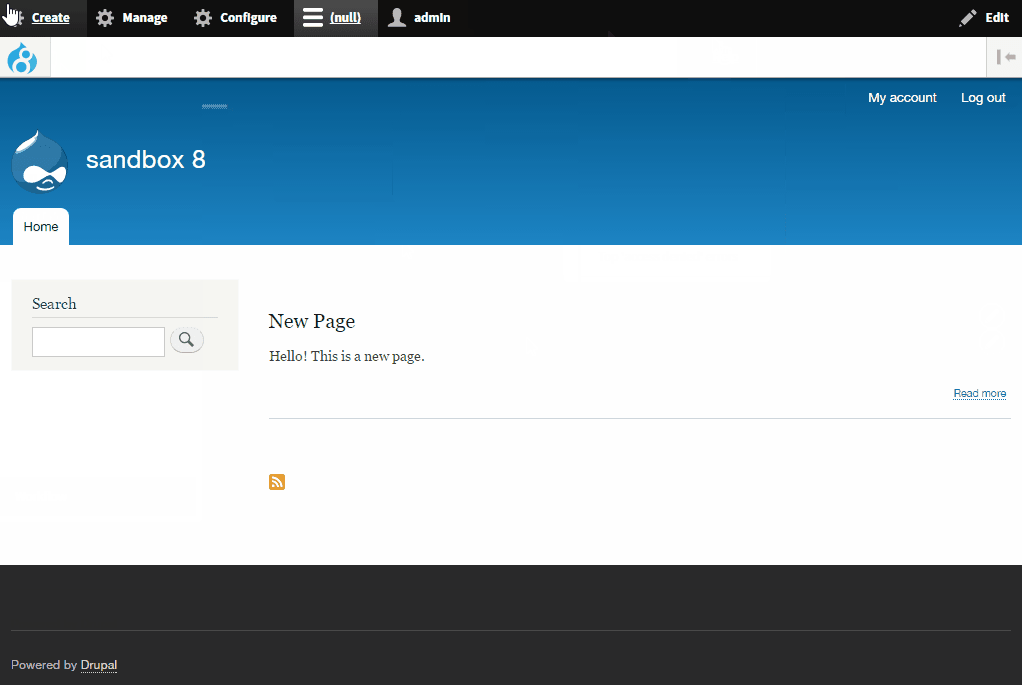 Create Manage Configure (null) admin Edit
My account Log out
sandbox 8
Home
Search
New Page
Hello! This is a new page.
Read more
Powered by Drupal